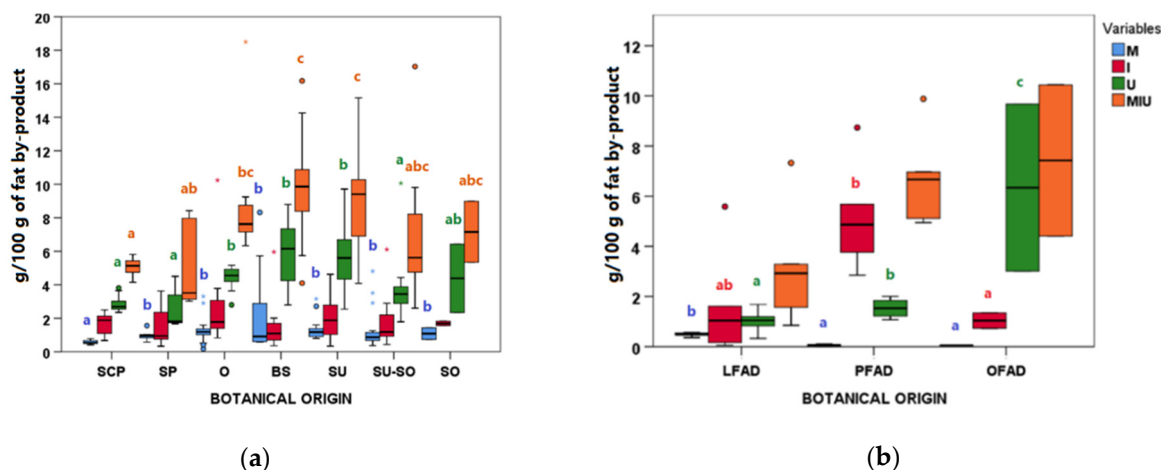 g/100 g of fat by-product
20
18
16
14
12
10
8
6
4
2
0
a a a
b a ab
b b bc
b b c
b b c
b a abc
b ab abc
SCP SP O BS SU SU-SO SO
BOTANICAL ORIGIN
(a)
g/100 g of fat by-product
12
10
8
6
4
2
0
b ab a
a b b
a a c
LFAD PFAD OFAD
BOTANICAL ORIGIN
(b)
Variables
M
I
U
MIU